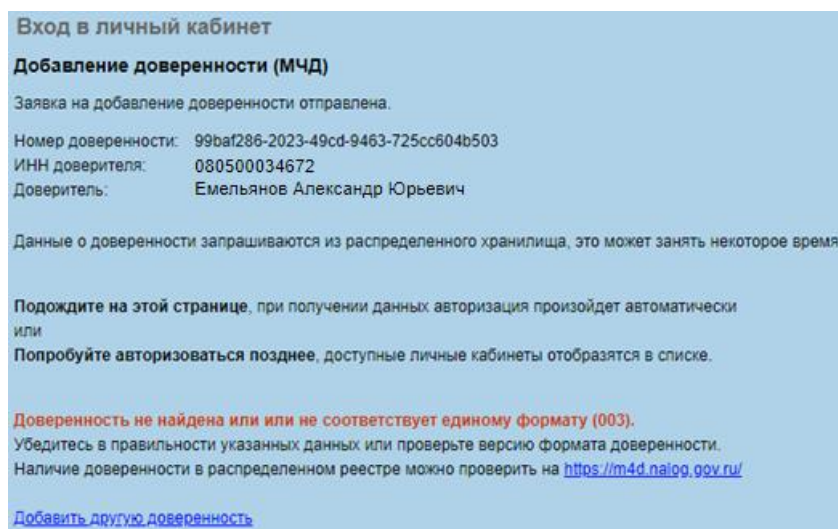 Вход в личный кабинет
Добавление доверенности (МЧД)
Заявка на добавление доверенности отправлена.
Номер доверенности: 99baf286-2023-49cd-9463-725cc604b503
ИНН доверителя: 080500034672
Доверитель: Емельянов Александр Юрьевич
Данные о доверенности запрашиваются из распределенного хранилища, это может занять некоторое время
Подождите на этой странице, при получении данных авторизация произойдет автоматически
или
Попробуйте авторизоваться позднее, доступные личные кабинеты отобразятся в списке.
Доверенность не найдена или или не соответствует единому формату (003).
Убедитесь в правильности указанных данных или проверьте версию формата доверенности.
Наличие доверенности в распределенном реестре можно проверить на https://m4d.nalog.gov.ru/
Добавить другую доверенность